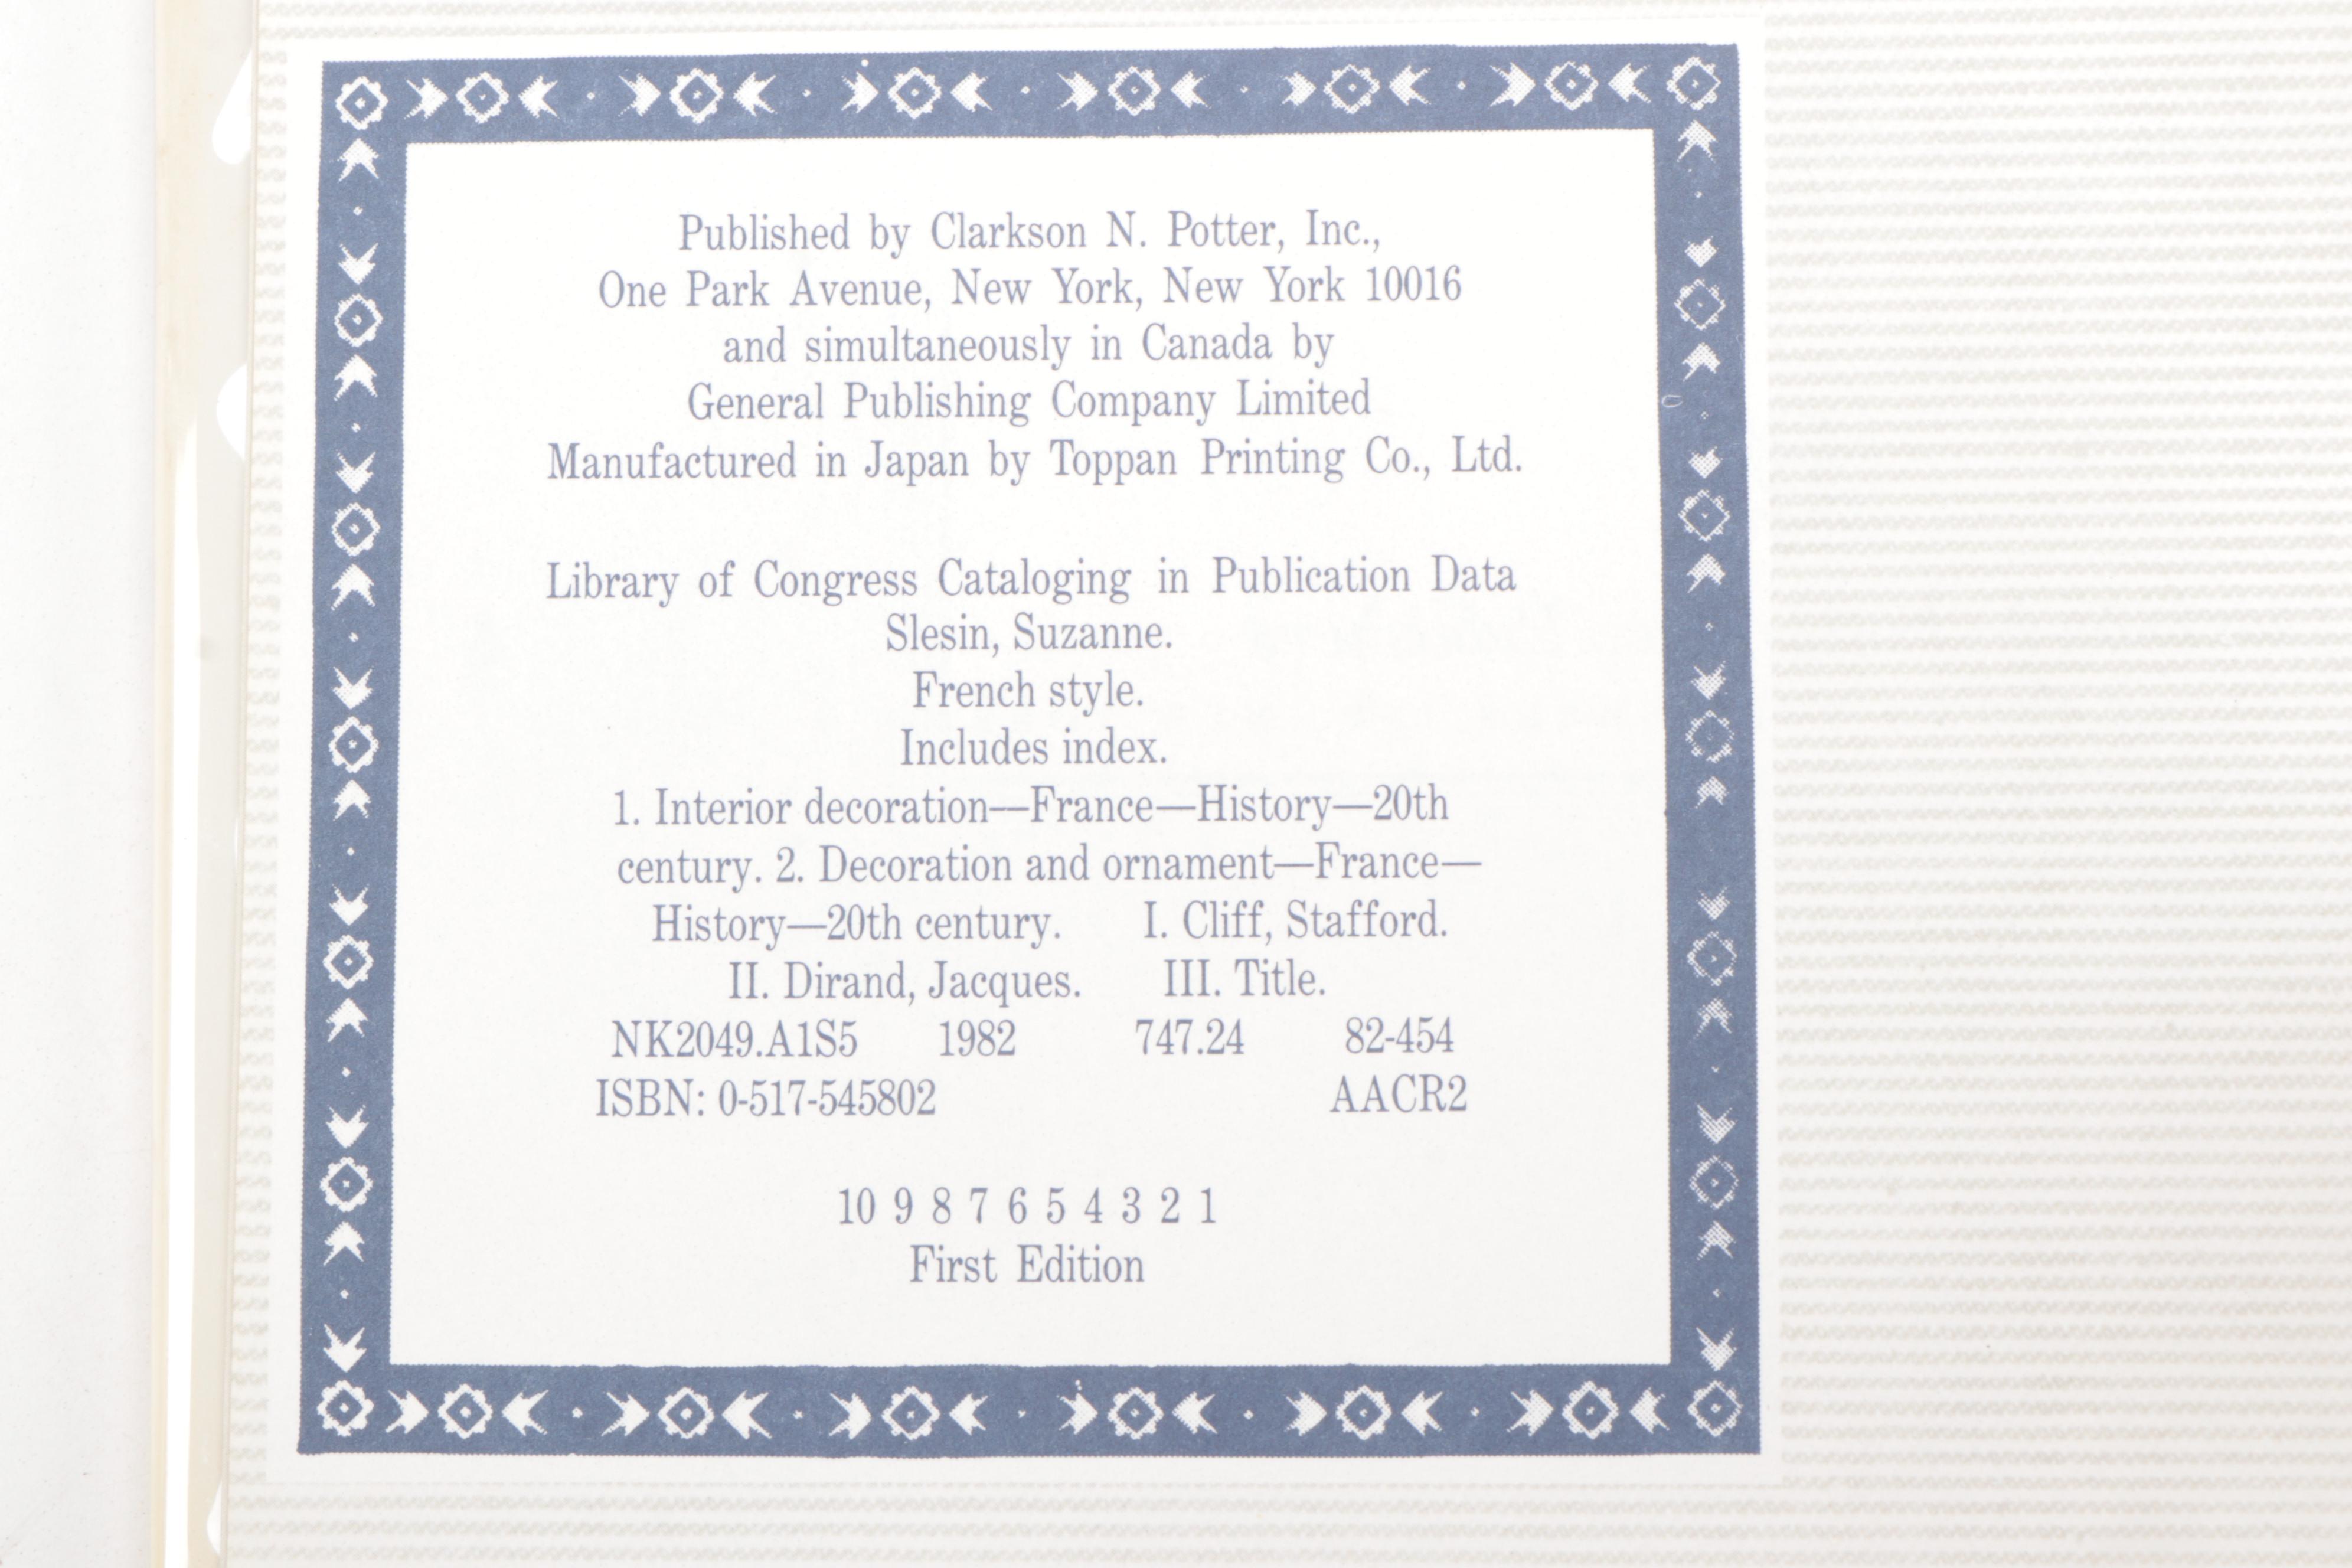 Published by Clarkson N. Potter, Inc.,
One Park Avenue, New York, New York 10016
and simultaneously in Canada by
General Publishing Company Limited
Manufactured in Japan by Toppan Printing Co., Ltd.
Library of Congress Cataloging in Publication Data
Slesin, Suzanne.
French style.
Includes index.
1. Interior decoration—France—History—20th
century. 2. Decoration and ornament—France—
History—20th century. I. Cliff, Stafford.
II. Dirand, Jacques. III. Title.
NK2049.A1S5 1982 747.24 82-454
ISBN: 0-517-545802 AACR2
10 9 8 7 6 5 4 3 2 1
First Edition